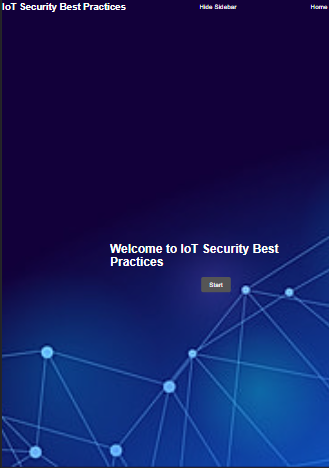 IoT Security Best Practices
Hide Sidebar
Home
Welcome to IoT Security Best
Practices
Start